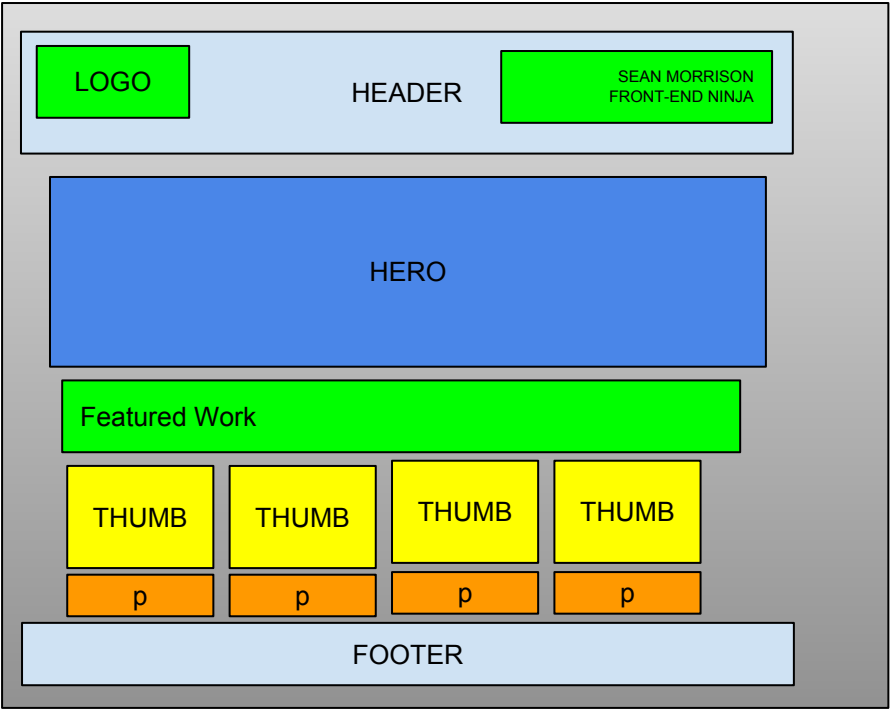 LOGO
HEADER
SEAN MORRISON
FRONT-END NINJA
HERO
Featured Work
THUMB
THUMB
THUMB
THUMB
p
p
p
p
FOOTER